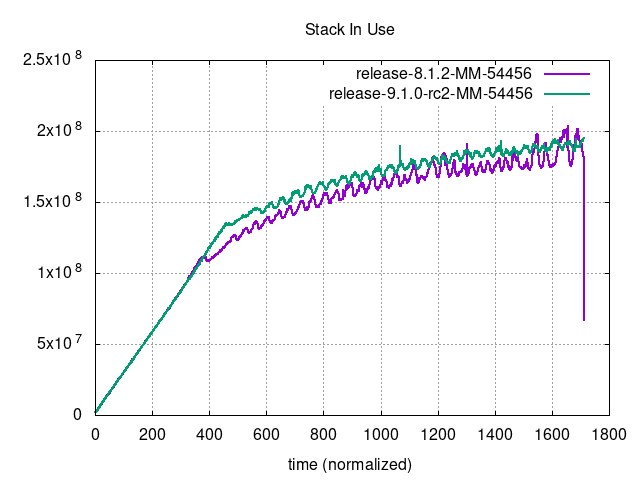 Stack In Use
2.5x10^8
release-8.1.2-MM-54456
release-9.1.0-rc2-MM-54456
2x10^8
1.5x10^8
1x10^8
5x10^7
0
0 200 400 600 800 1000 1200 1400 1600 1800
time (normalized)